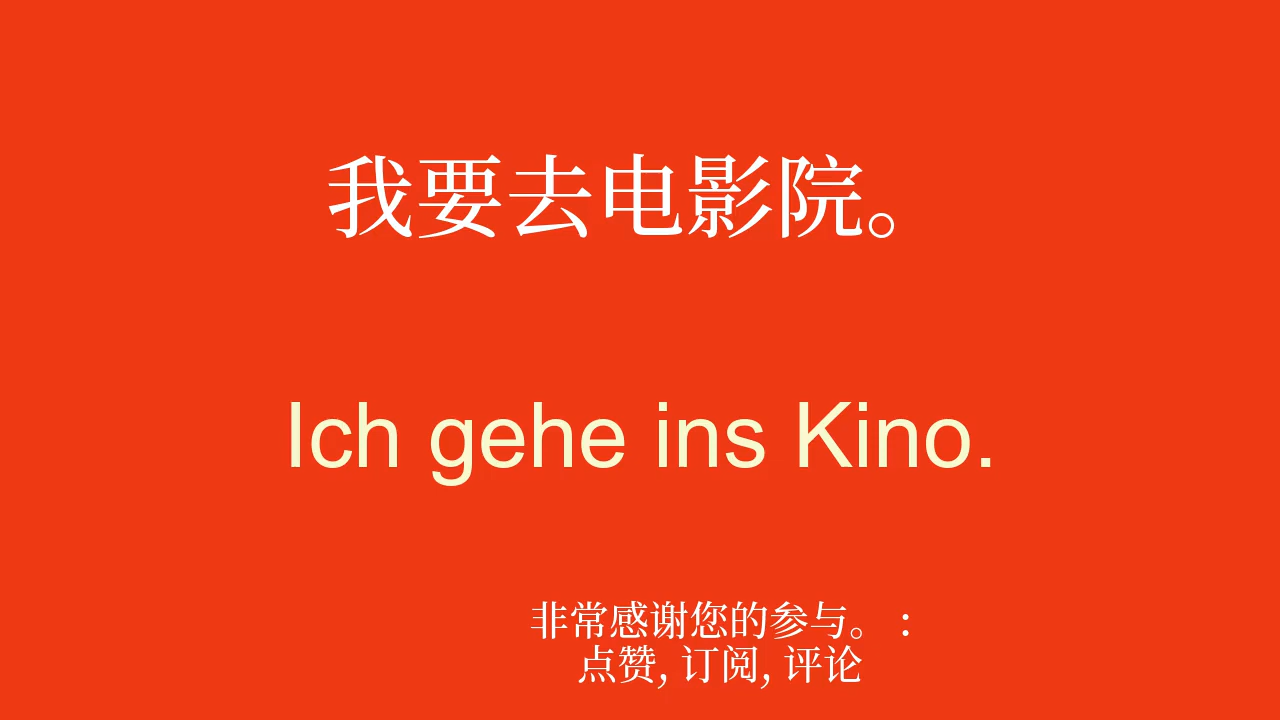 我要去电影院。
Ich gehe ins Kino.
非常感谢您的参与。 :
点赞, 订阅, 评论